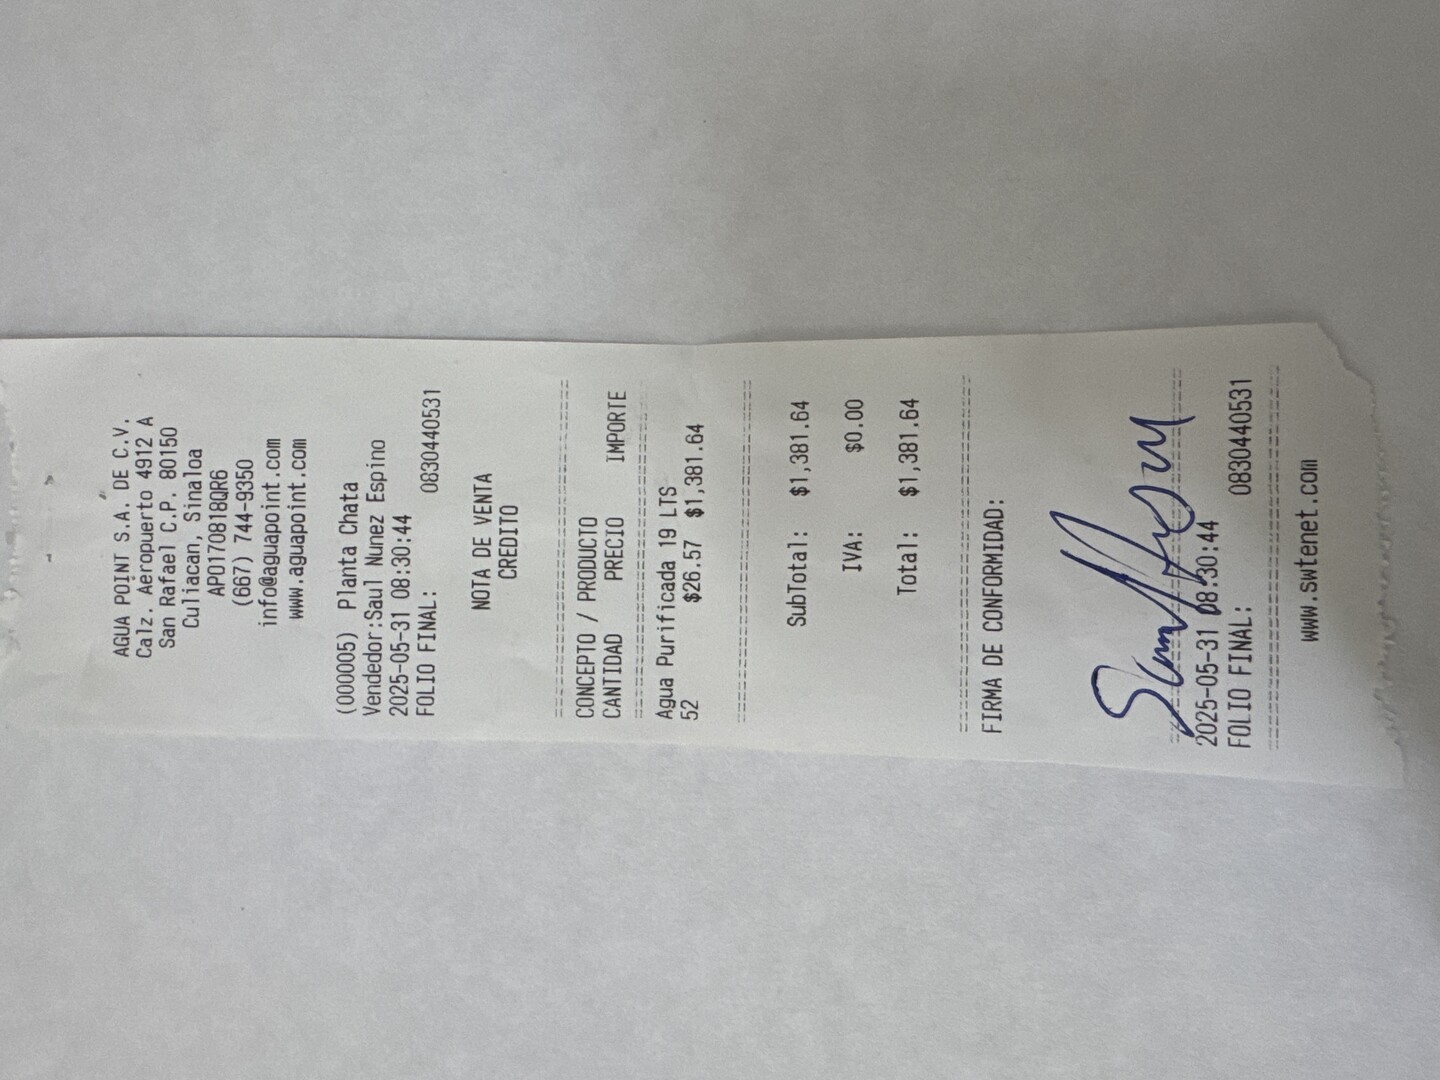 AGUA POINT S.A. DE C.V.
Calz. Aeropuerto 4912 A
San Rafael C.P. 80150
Culiacan, Sinaloa
APO170818QR6
(667) 744-9350
info@aguapoint.com
www.aguapoint.com
(000005) Planta Chata
Vendedor:Saul Nunez Espino
2025-05-31 08:30:44
FOLIO FINAL: 0830440531
NOTA DE VENTA
CREDITO
CONCEPTO / PRODUCTO
CANTIDAD PRECIO IMPORTE
Agua Purificada 19 LTS
52 $26.57 $1,381.64
SubTotal: $1,381.64
IVA: $0.00
Total: $1,381.64
FIRMA DE CONFORMIDAD:
2025-05-31 08:30:44
FOLIO FINAL: 0830440531
www.swtenet.com